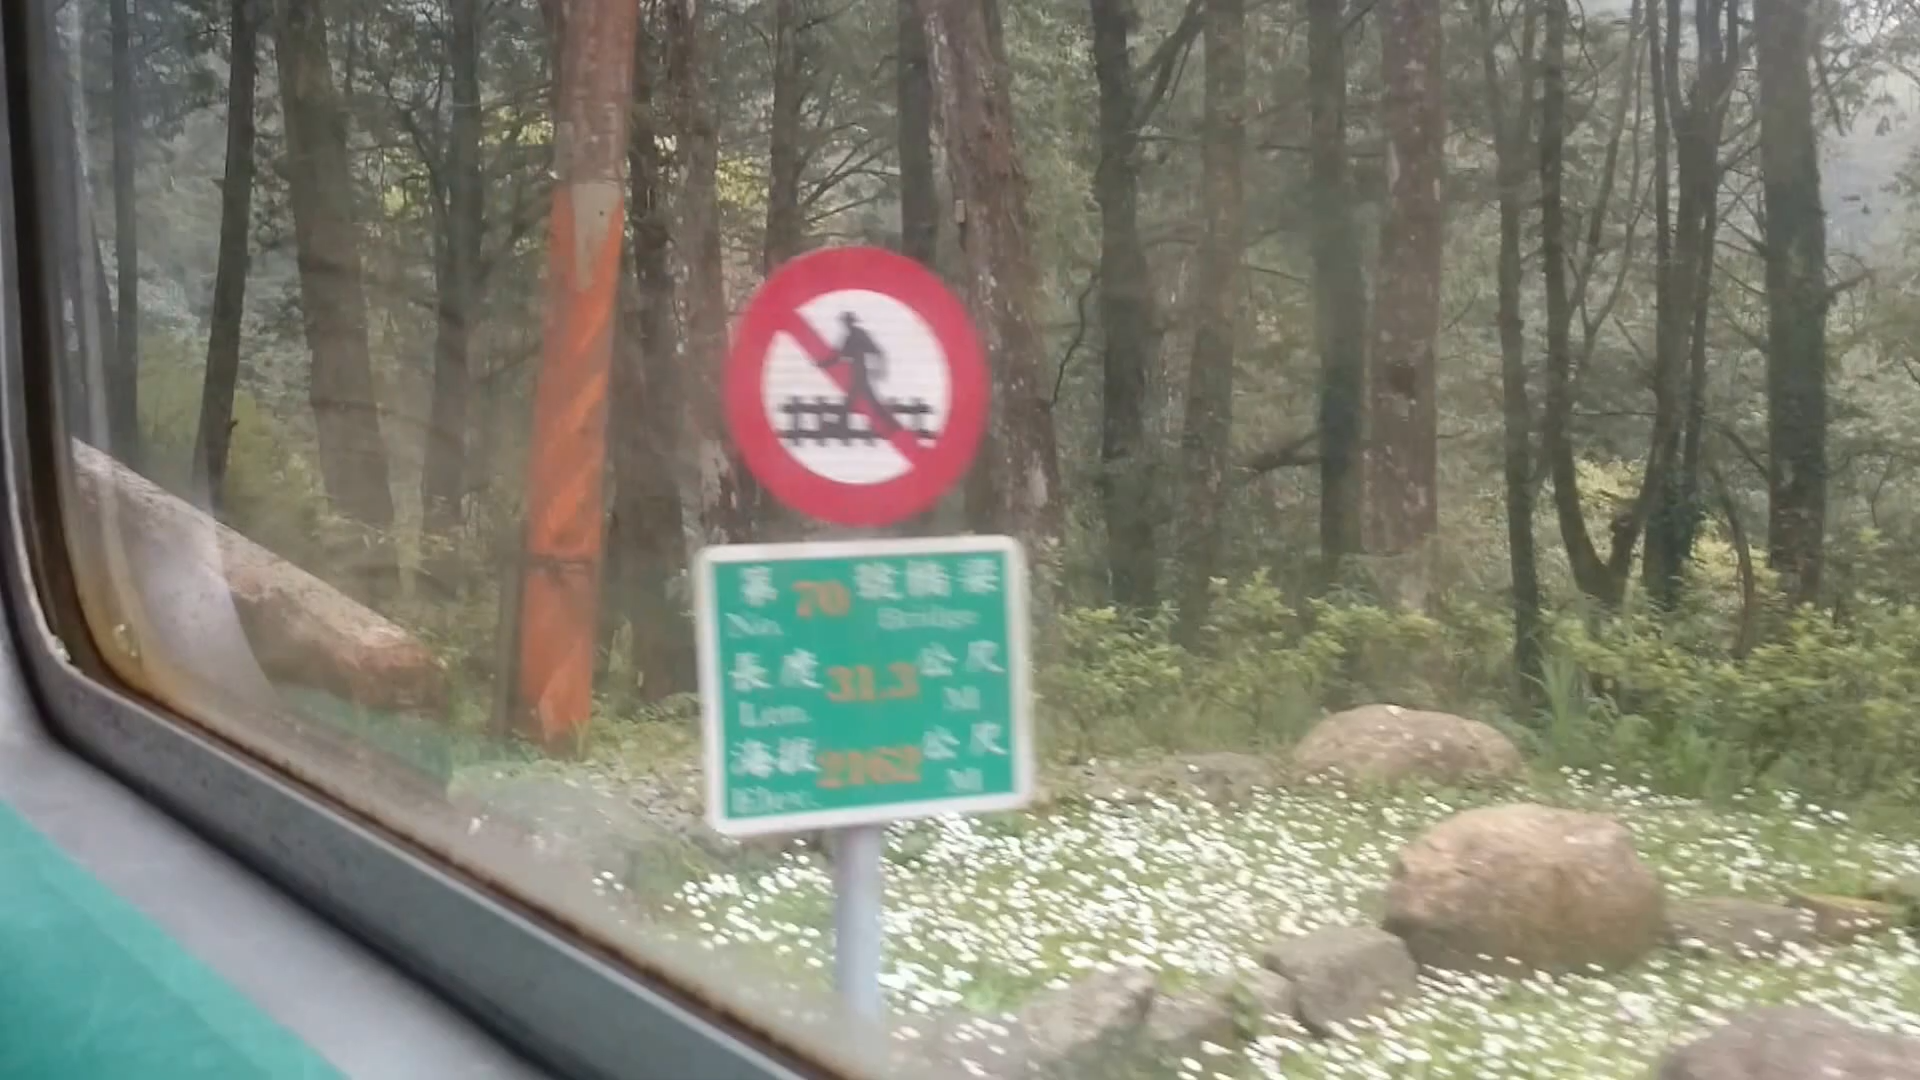 第 70 號橋梁
No. Bridge
長度 31.3 公尺
Len. M
海拔 2162 公尺
Elev. M